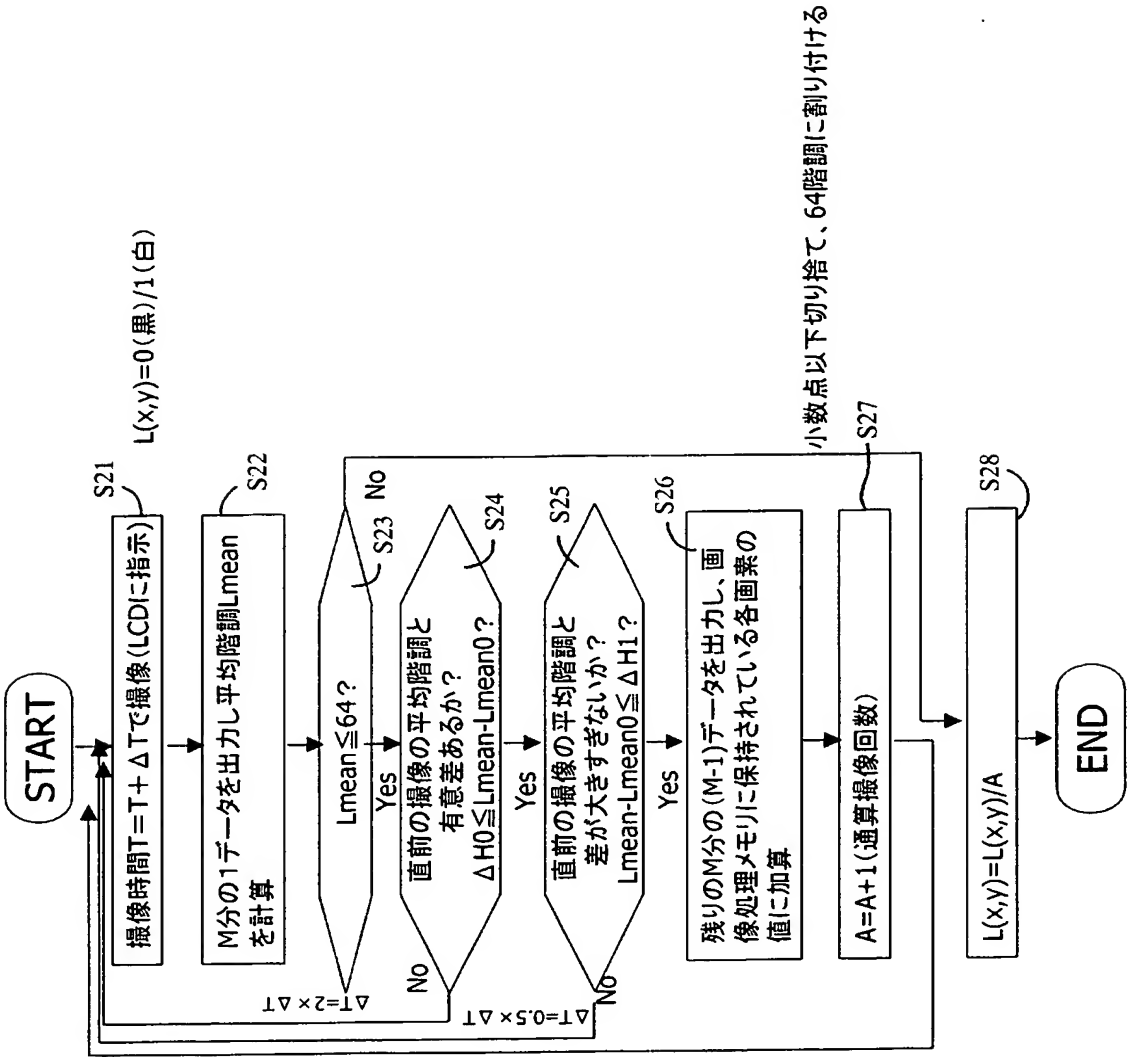 START
撮像時間T=T+ΔTで撮像(LCDに指示)
S21
L(x,y)=0(黒)/1(白)
M分の1データを出力し平均階調Lmean
を計算
S22
Lmean≦64?
S23
No
Yes
直前の撮像の平均階調と
有意差あるか?
ΔH0≦Lmean-Lmean0?
S24
No
ΔT=2×ΔT
Yes
直前の撮像の平均階調と
差が大きすぎないか?
Lmean-Lmean0≦ΔH1?
S25
No
ΔT=0.5×ΔT
Yes
残りのM分の(M-1)データを出力し、画
像処理メモリに保持されている各画素の
値に加算
S26
A=A+1(通算撮像回数)
S27
小数点以下切り捨て、64階調に割り付ける
L(x,y)=L(x,y)/A
S28
END